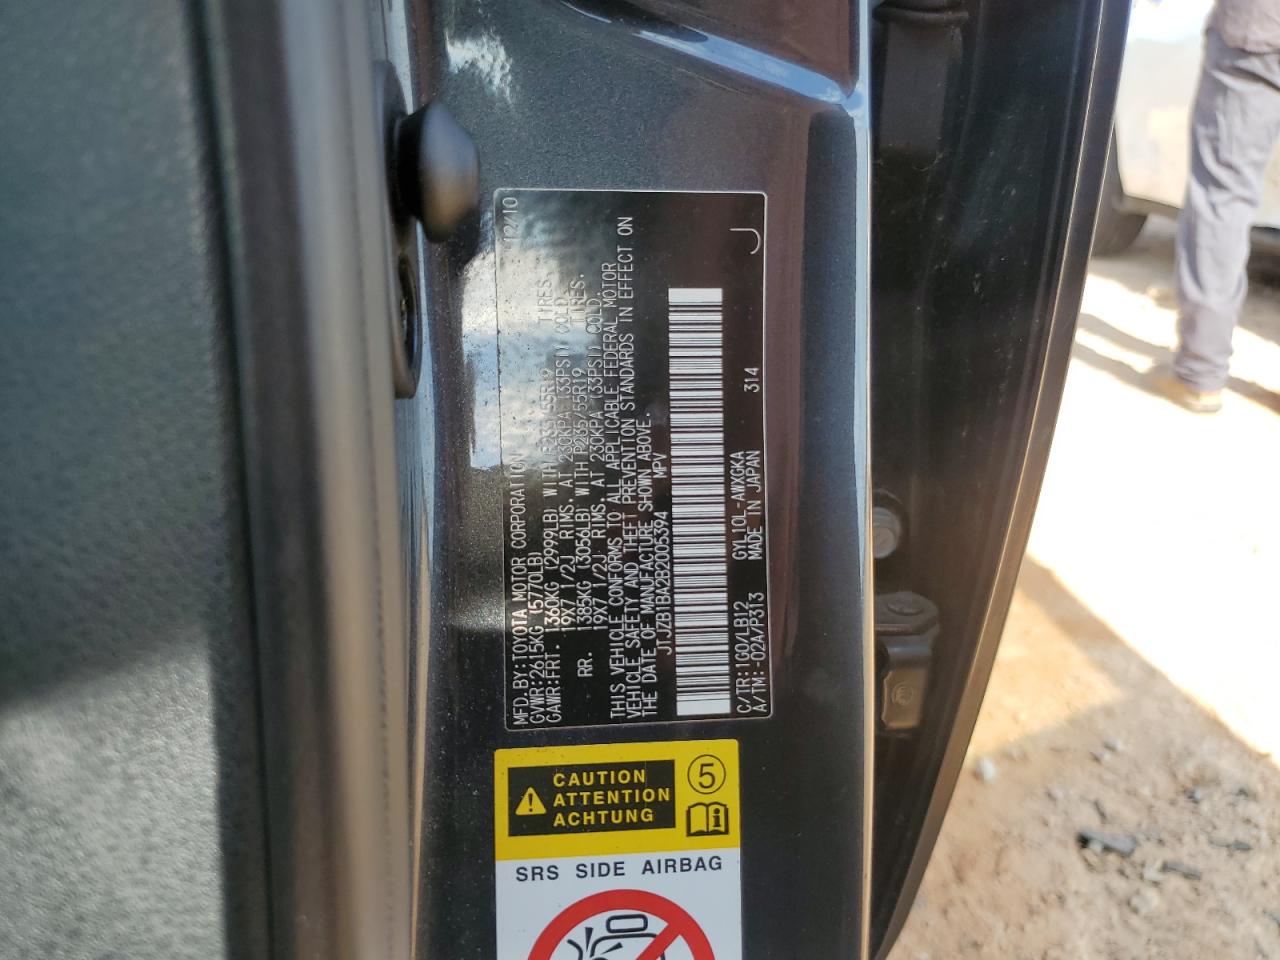 MFD.BY:TOYOTA MOTOR CORPORATION 12/10
GVWR:2615KG (5770LB)
GAWR:FRT. 1360KG (2999LB) WITH P235/55R19 TIRES.
19X7 1/2J RIMS, AT 230KPA (33PSI) COLD.
RR. 1385KG (3056LB) WITH P235/55R19 TIRES.
19X7 1/2J RIMS, AT 230KPA (33PSI) COLD.
THIS VEHICLE CONFORMS TO ALL APPLICABLE FEDERAL MOTOR
VEHICLE SAFETY AND THEFT PREVENTION STANDARDS IN EFFECT ON
THE DATE OF MANUFACTURE SHOWN ABOVE.
JTJZB1BA2B2005394 MPV
C/TR:1G0/LB12 GYL10L-AWXGKA
A/TM:-02A/P313 MADE IN JAPAN 314 J
CAUTION
ATTENTION
ACHTUNG
5
SRS SIDE AIRBAG